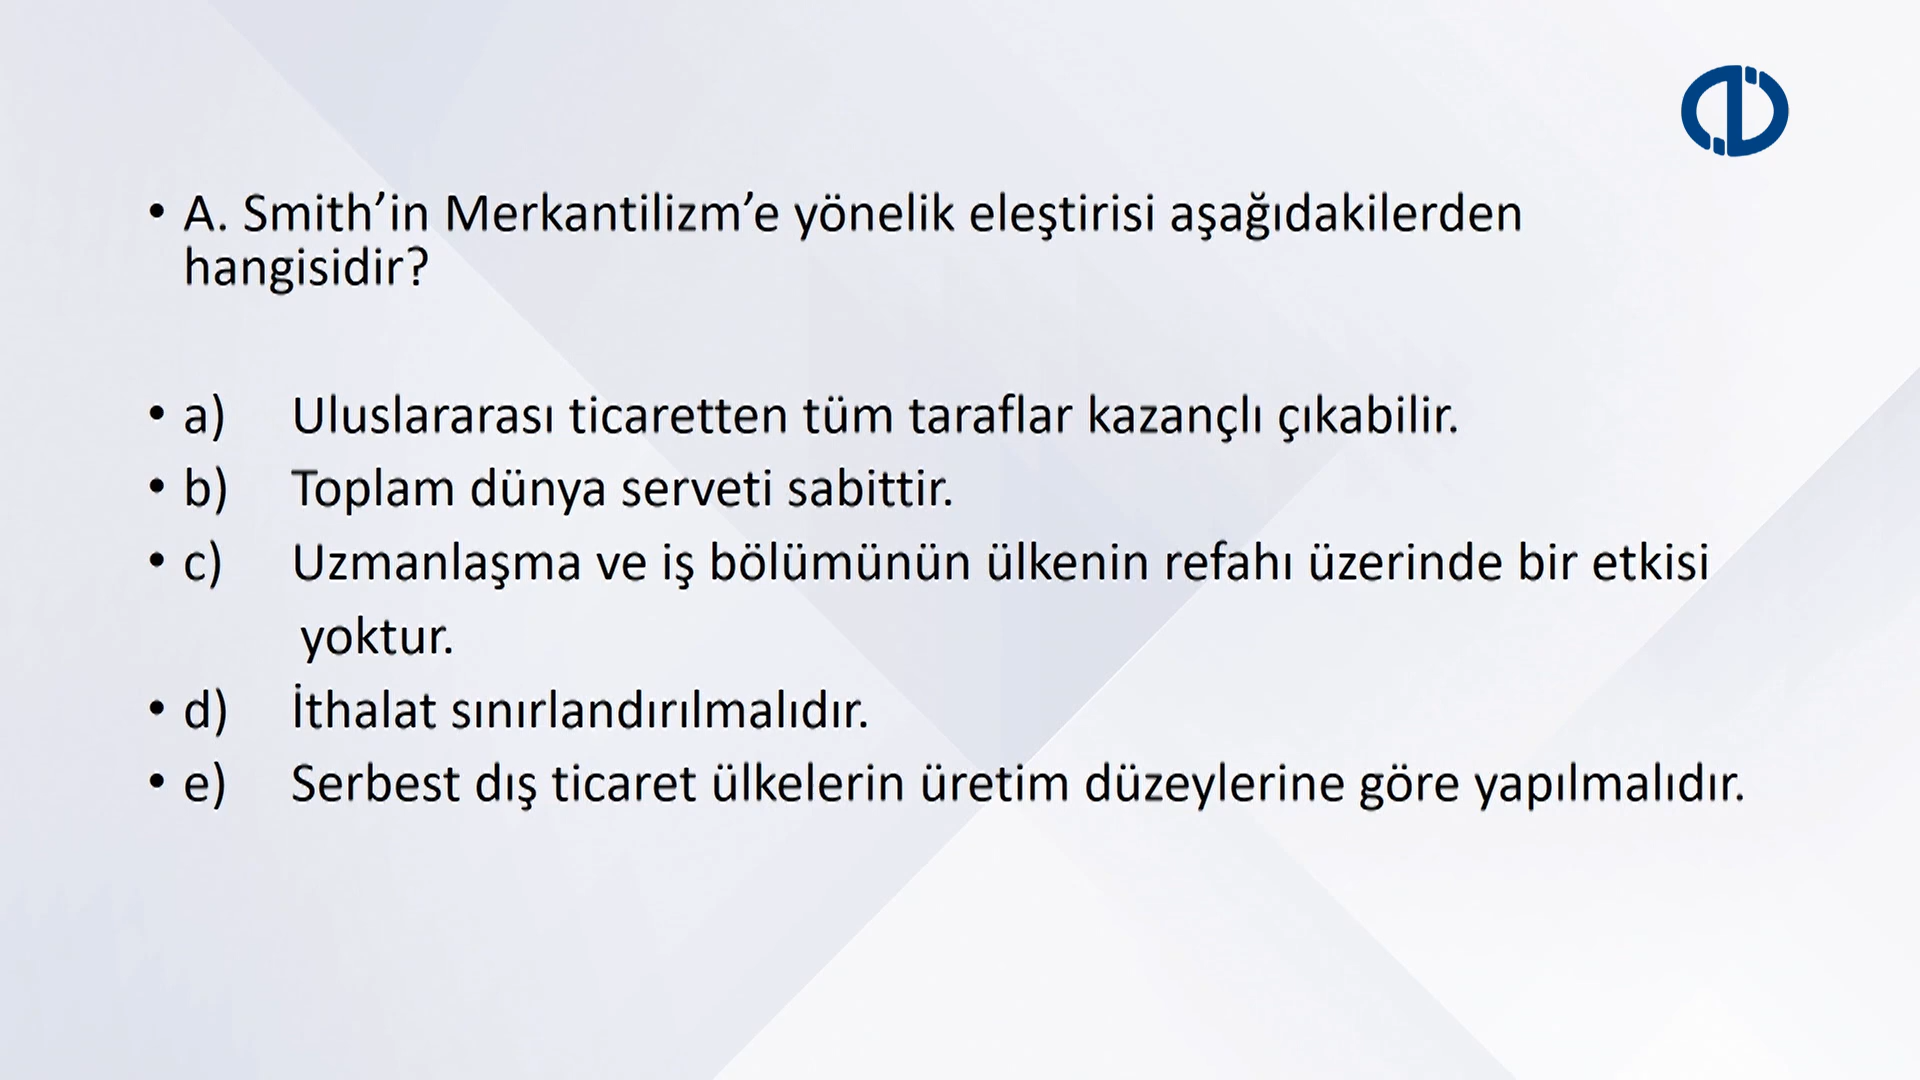 • A. Smith’in Merkantilizm’e yönelik eleştirisi aşağıdakilerden
hangisidir?
• a) Uluslararası ticaretten tüm taraflar kazançlı çıkabilir.
• b) Toplam dünya serveti sabittir.
• c) Uzmanlaşma ve iş bölümünün ülkenin refahı üzerinde bir etkisi
yoktur.
• d) İthalat sınırlandırılmalıdır.
• e) Serbest dış ticaret ülkelerin üretim düzeylerine göre yapılmalıdır.